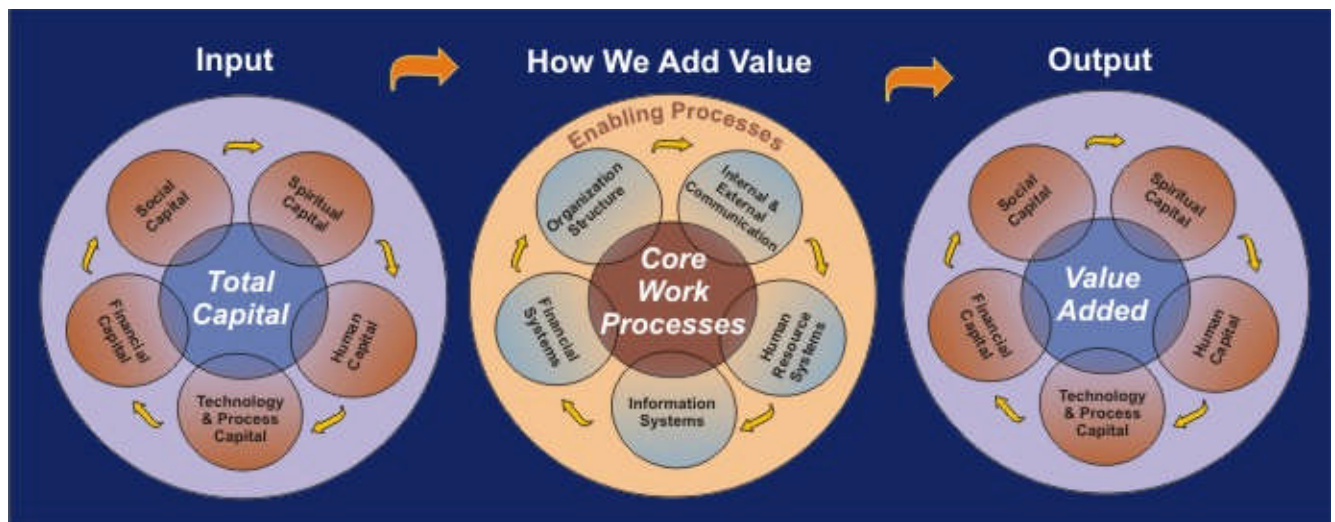 Input
How We Add Value
Output
Social
Capital
Spiritual
Capital
Human
Capital
Technology
& Process
Capital
Financial
Capital
Total
Capital
Enabling Processes
Organization
Structure
Internal &
External
Communication
Human
Resource
Systems
Information
Systems
Financial
Systems
Core
Work
Processes
Social
Capital
Spiritual
Capital
Human
Capital
Technology
& Process
Capital
Financial
Capital
Value
Added